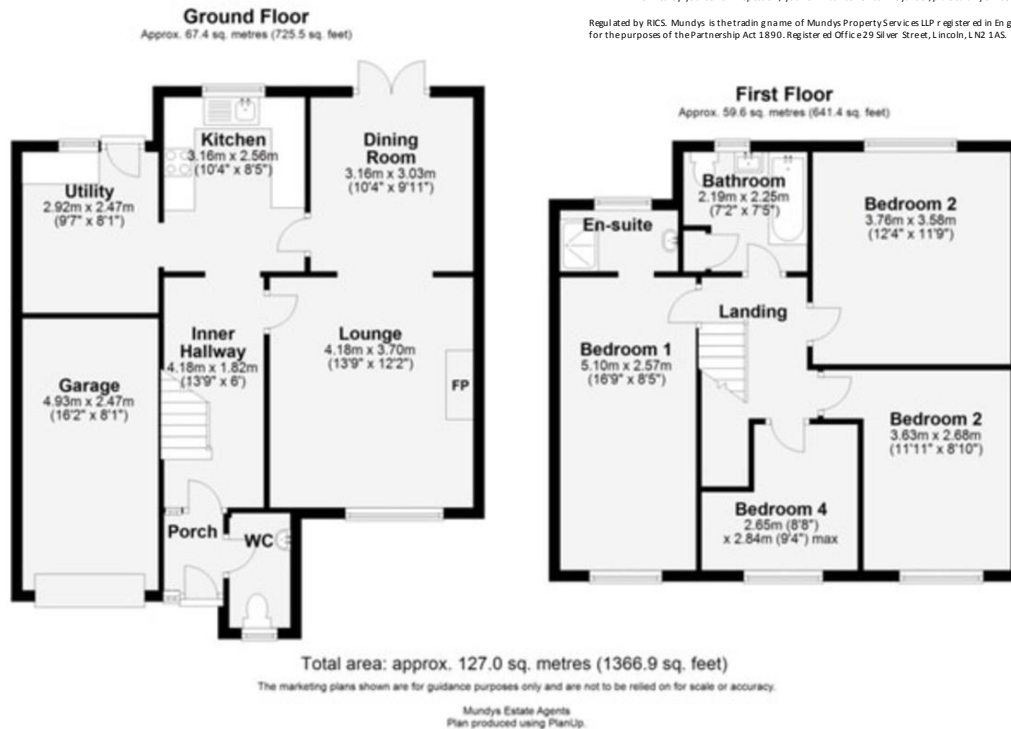 Regulated by RICS. Mundys is the trading name of Mundys Property Services LLP registered in
for the purposes of the Partnership Act 1890. Registered Office 29 Silver Street, Lincoln, LN2 1AS.
Ground Floor
Approx. 67.4 sq. metres (725.5 sq. feet)
Kitchen
3.16m x 2.56m
(10'4" x 8'5")
Dining
Room
3.16m x 3.03m
(10'4" x 9'11")
Utility
2.92m x 2.47m
(9'7" x 8'1")
Inner
Hallway
4.18m x 1.82m
(13'9" x 6')
Lounge
4.18m x 3.70m
(13'9" x 12'2")
FP
Garage
4.93m x 2.47m
(16'2" x 8'1")
Porch
WC
First Floor
Approx. 59.6 sq. metres (641.4 sq. feet)
Bathroom
2.19m x 2.25m
(7'2" x 7'5")
Bedroom 2
3.76m x 3.58m
(12'4" x 11'9")
En-suite
Landing
Bedroom 1
5.10m x 2.57m
(16'9" x 8'5")
Bedroom 2
3.63m x 2.68m
(11'11" x 8'10")
Bedroom 4
2.65m (8'8")
x 2.84m (9'4") max
Total area: approx. 127.0 sq. metres (1366.9 sq. feet)
The marketing plans shown are for guidance purposes only and are not to be relied on for scale or accuracy.
Mundys Estate Agents
Plan produced using PlanUp.